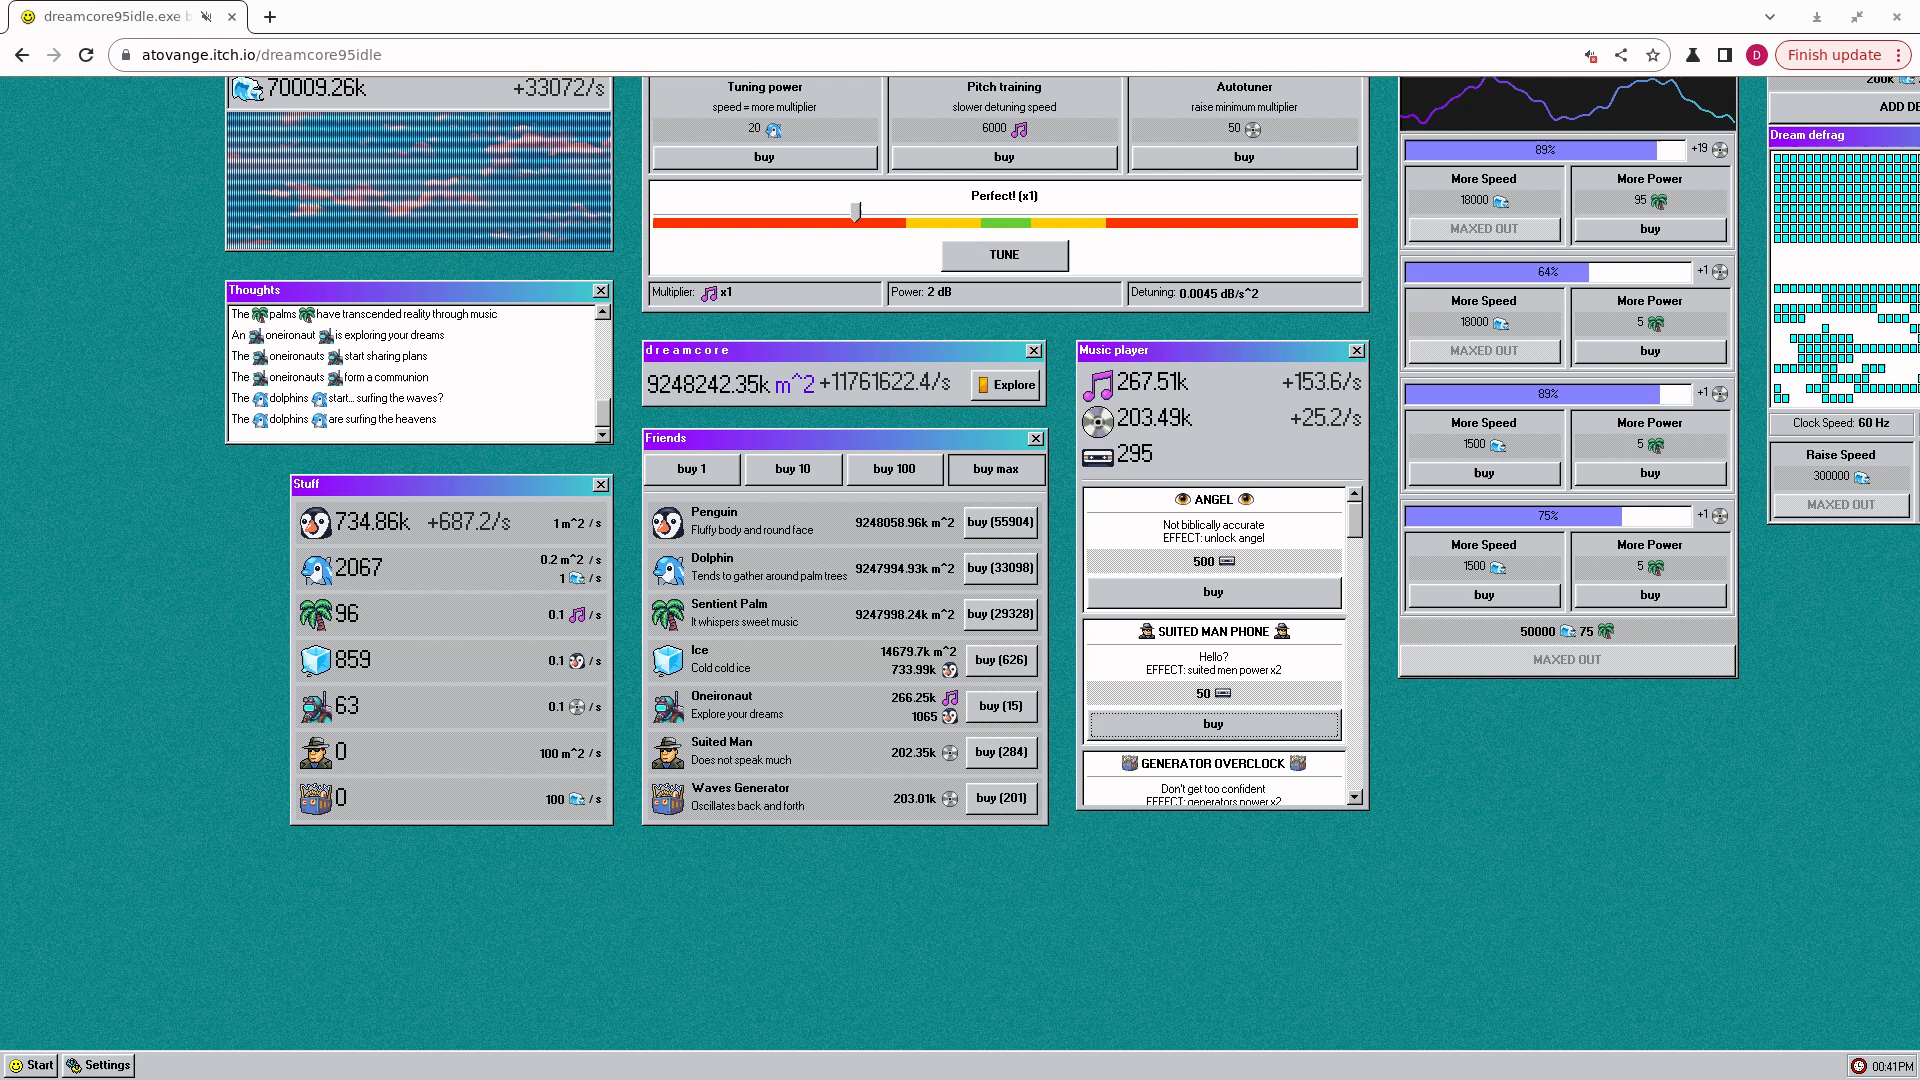 dreamcore95idle.exe b
atovange.itch.io/dreamcore95idle
D
Finish update
70009.26k
+33072/s
Tuning power
speed = more multiplier
20
buy
Pitch training
slower detuning speed
6000
buy
Autotuner
raise minimum multiplier
50
buy
Perfect! (x1)
TUNE
Multiplier: x1
Power: 2 dB
Detuning: 0.0045 dB/s^2
Thoughts
The palms have transcended reality through music
An oneironaut is exploring your dreams
The oneironauts start sharing plans
The oneironauts form a communion
The dolphins start... surfing the waves?
The dolphins are surfing the heavens
Stuff
734.86k +687.2/s 1 m^2 / s
2067 0.2 m^2 / s
1 / s
96 0.1 / s
859 0.1 / s
63 0.1 / s
0 100 m^2 / s
0 100 / s
dreamcore
9248242.35k m^2 +11761622.4/s Explore
Friends
buy 1 buy 10 buy 100 buy max
Penguin
Fluffy body and round face
9248058.96k m^2 buy (55904)
Dolphin
Tends to gather around palm trees
9247994.93k m^2 buy (33098)
Sentient Palm
It whispers sweet music
9247998.24k m^2 buy (29328)
Ice
Cold cold ice
14679.7k m^2
733.99k
buy (626)
Oneironaut
Explore your dreams
266.25k
1065
buy (15)
Suited Man
Does not speak much
202.35k buy (284)
Waves Generator
Oscillates back and forth
203.01k buy (201)
Music player
267.51k +153.6/s
203.49k +25.2/s
295
ANGEL
Not biblically accurate
EFFECT: unlock angel
500
buy
SUITED MAN PHONE
Hello?
EFFECT: suited men power x2
50
buy
GENERATOR OVERCLOCK
Don't get too confident
EFFECT: generators power x2
89% +19
More Speed
18000
MAXED OUT
More Power
95
buy
64% +1
More Speed
18000
MAXED OUT
More Power
5
buy
89% +1
More Speed
1500
buy
More Power
5
buy
75% +1
More Speed
1500
buy
More Power
5
buy
50000 75
MAXED OUT
200k
ADD DE
Dream defrag
Clock Speed: 60 Hz
Raise Speed
300000
MAXED OUT
Start
Settings
00:41PM